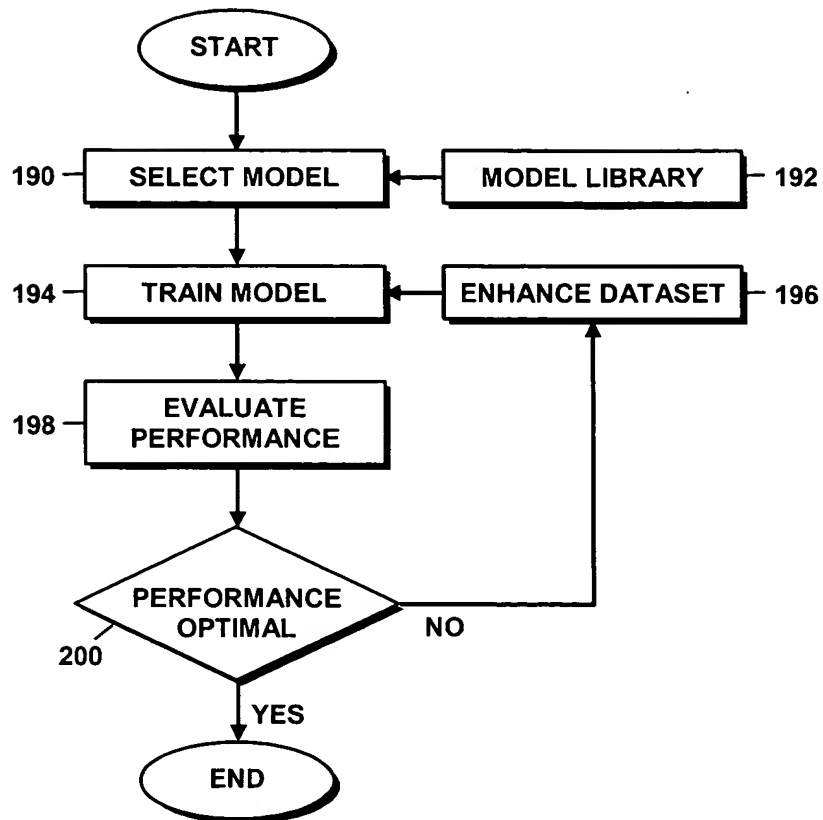 START
190 SELECT MODEL MODEL LIBRARY 192
194 TRAIN MODEL ENHANCE DATASET 196
198 EVALUATE
PERFORMANCE
PERFORMANCE
OPTIMAL
NO
200
YES
END